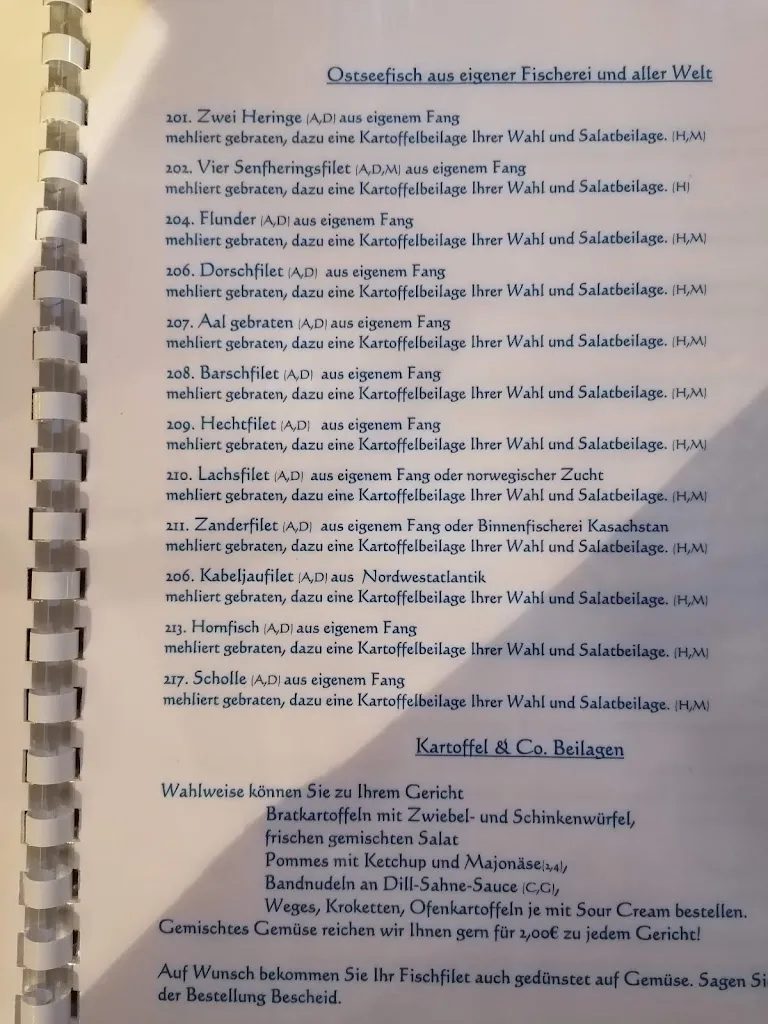 Ostseefisch aus eigener Fischerei und aller Welt
201. Zwei Heringe (A,D) aus eigenem Fang
mehliert gebraten, dazu eine Kartoffelbeilage Ihrer Wahl und Salatbeilage. (H,M)
202. Vier Senfheringsfilet (A,D,M) aus eigenem Fang
mehliert gebraten, dazu eine Kartoffelbeilage Ihrer Wahl und Salatbeilage. (H)
204. Flunder (A,D) aus eigenem Fang
mehliert gebraten, dazu eine Kartoffelbeilage Ihrer Wahl und Salatbeilage. (H,M)
206. Dorschfilet (A,D) aus eigenem Fang
mehliert gebraten, dazu eine Kartoffelbeilage Ihrer Wahl und Salatbeilage. (H,M)
207. Aal gebraten (A,D) aus eigenem Fang
mehliert gebraten, dazu eine Kartoffelbeilage Ihrer Wahl und Salatbeilage. (H,M)
208. Barschfilet (A,D) aus eigenem Fang
mehliert gebraten, dazu eine Kartoffelbeilage Ihrer Wahl und Salatbeilage. (H,M)
209. Hechtfilet (A,D) aus eigenem Fang
mehliert gebraten, dazu eine Kartoffelbeilage Ihrer Wahl und Salatbeilage. (H,M)
210. Lachsfilet (A,D) aus eigenem Fang oder norwegischer Zucht
mehliert gebraten, dazu eine Kartoffelbeilage Ihrer Wahl und Salatbeilage. (H,M)
211. Zanderfilet (A,D) aus eigenem Fang oder Binnenfischerei Kasachstan
mehliert gebraten, dazu eine Kartoffelbeilage Ihrer Wahl und Salatbeilage. (H,M)
206. Kabeljaufilet (A,D) aus Nordwestatlantik
mehliert gebraten, dazu eine Kartoffelbeilage Ihrer Wahl und Salatbeilage. (H,M)
213. Hornfisch (A,D) aus eigenem Fang
mehliert gebraten, dazu eine Kartoffelbeilage Ihrer Wahl und Salatbeilage. (H,M)
217. Scholle (A,D) aus eigenem Fang
mehliert gebraten, dazu eine Kartoffelbeilage Ihrer Wahl und Salatbeilage. (H,M)
Kartoffel & Co. Beilagen
Wahlweise können Sie zu Ihrem Gericht
Bratkartoffeln mit Zwiebel- und Schinkenwürfel,
frischen gemischten Salat
Pommes mit Ketchup und Majonäse(2,4),
Bandnudeln an Dill-Sahne-Sauce (C,G),
Weges, Kroketten, Ofenkartoffeln je mit Sour Cream bestellen.
Gemischtes Gemüse reichen wir Ihnen gern für 2,00€ zu jedem Gericht!
Auf Wunsch bekommen Sie Ihr Fischfilet auch gedünstet auf Gemüse. Sagen Si
der Bestellung Bescheid.